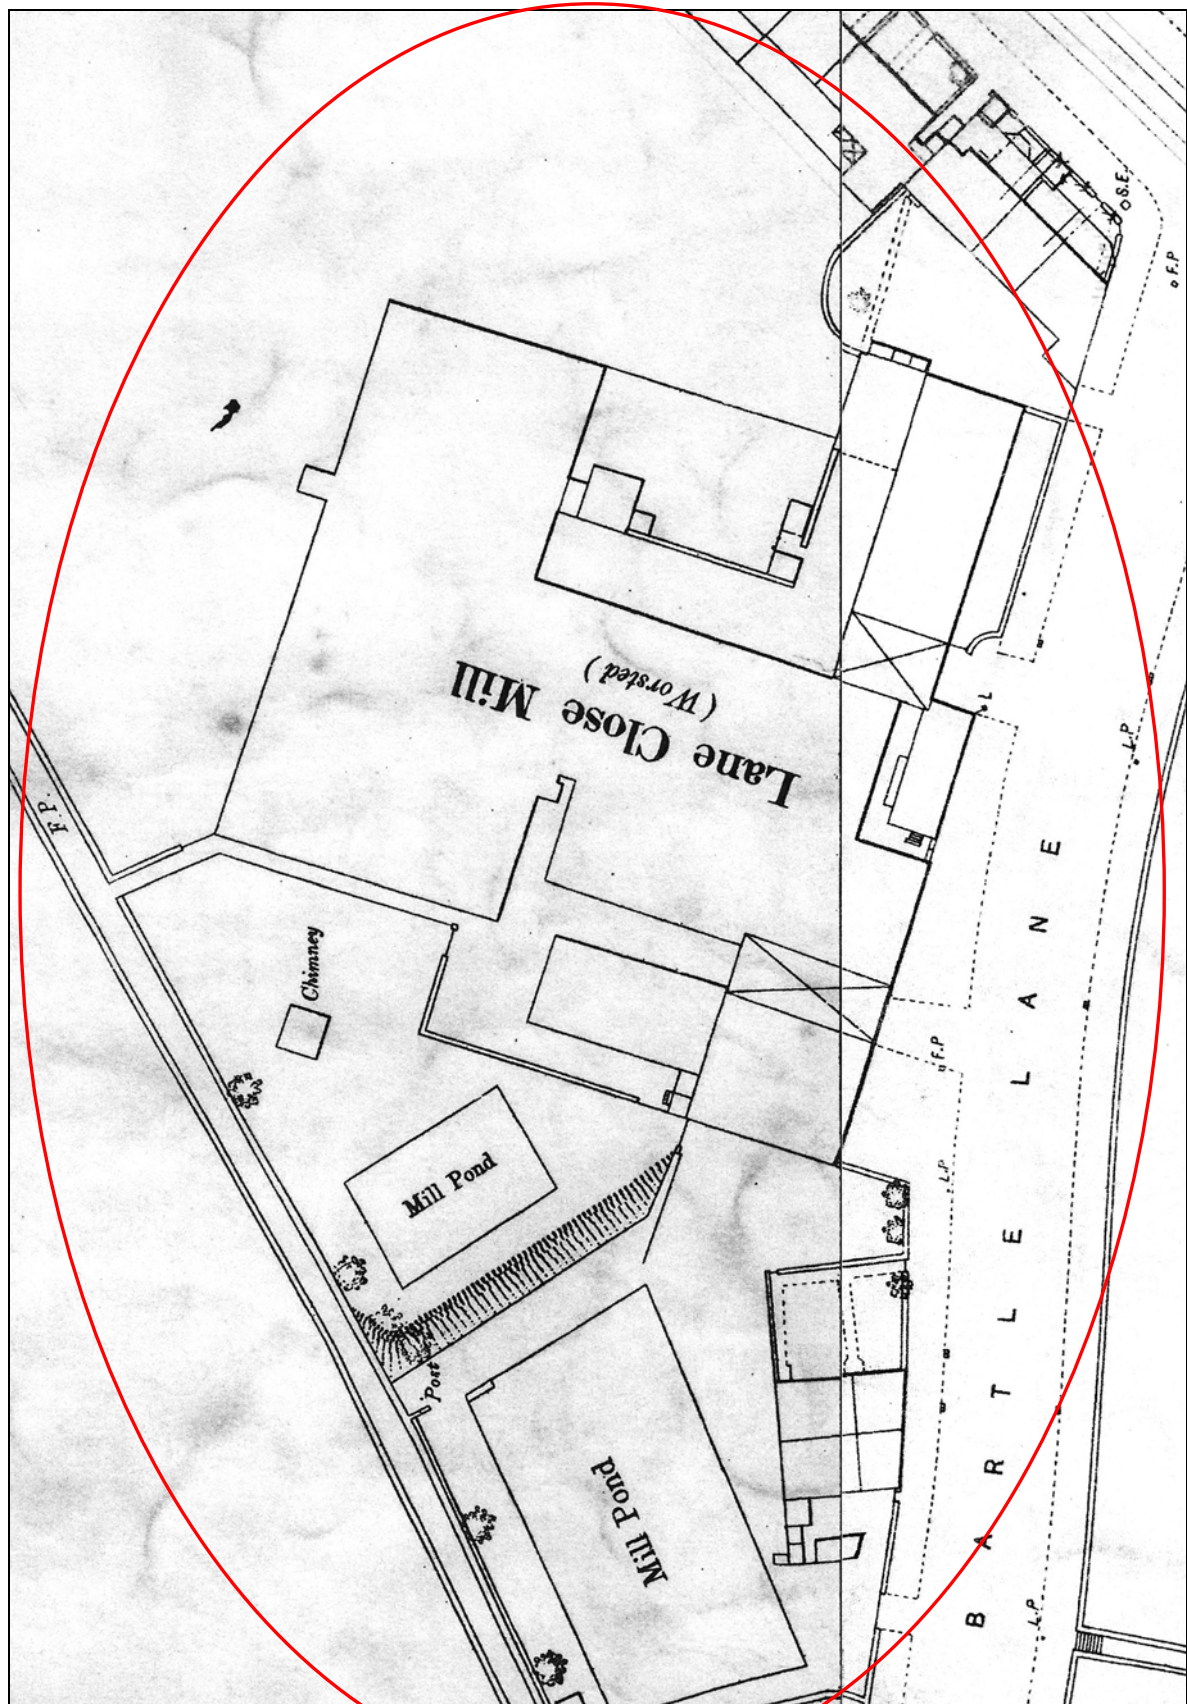 S.E.
F.P
Lane Close Mill
(Worsted)
L
L.P
F.P.
Chimney
F.P
L.P
Mill Pond
Post
Mill Pond
BARTLE LANE
L.P